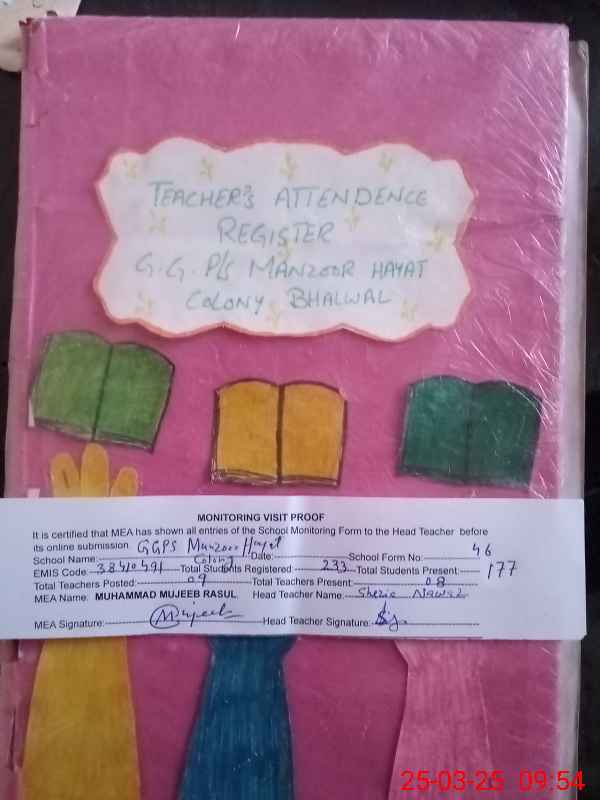 TEACHER'S ATTENDENCE
REGISTER
G.G. P/S MANZOOR HAYAT
COLONY BHALWAL
MONITORING VISIT PROOF
It is certified that MEA has shown all entries of the School Monitoring Form to the Head Teacher before
its online submission.
School Name: GGPS Manzoor Hayat Colony Date: School Form No: 46
EMIS Code: 38410491 Total Students Registered 233 Total Students Present: 177
Total Teachers Posted: 09 Total Teachers Present: 08
MEA Name: MUHAMMAD MUJEEB RASUL Head Teacher Name: Nawaz
MEA Signature: Mujeeb Head Teacher Signature:
25-03-25 09:54